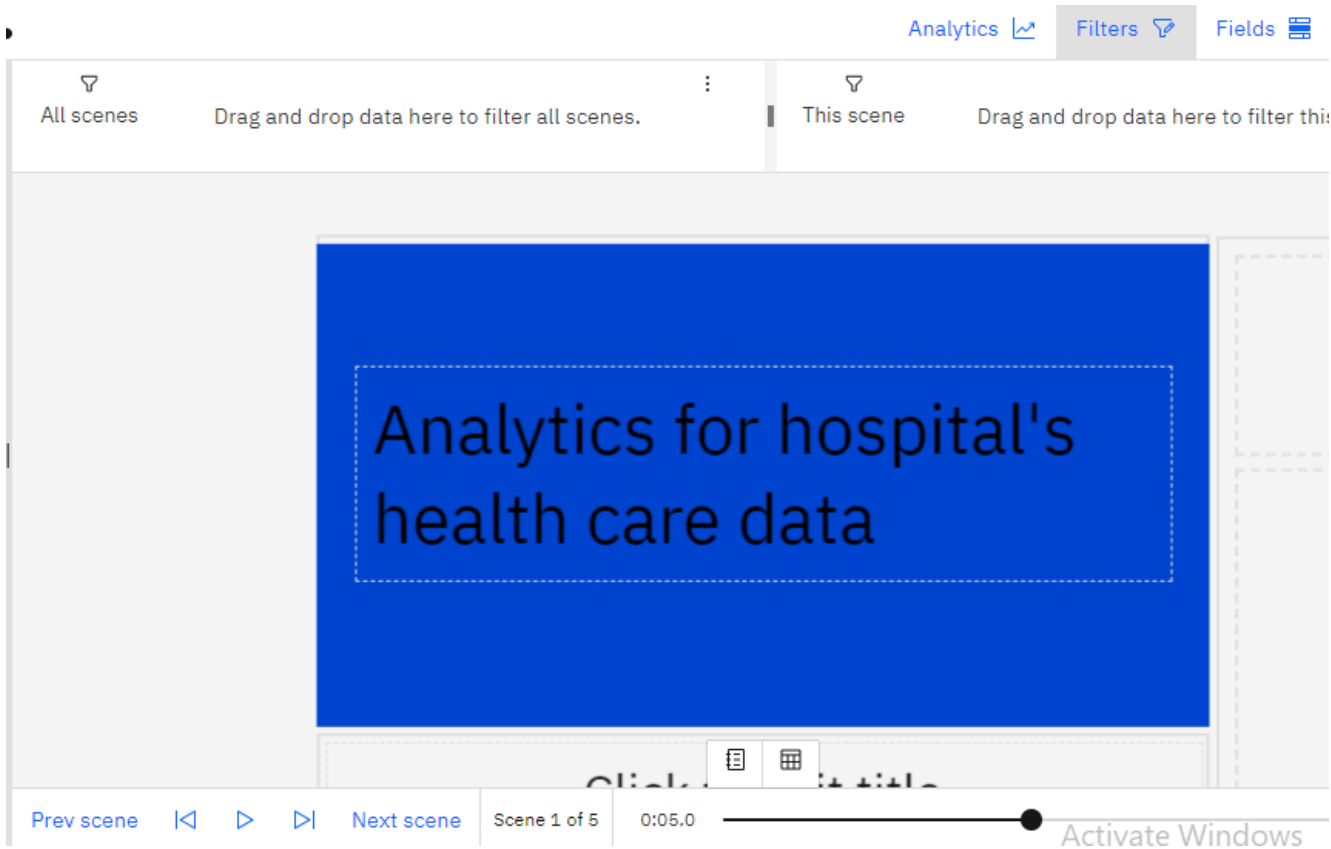 Analytics
Filters
Fields
All scenes
Drag and drop data here to filter all scenes.
This scene
Drag and drop data here to filter this
Analytics for hospital's
health care data
Click
title
Prev scene
Next scene
Scene 1 of 5
0:05.0
Activate Windows